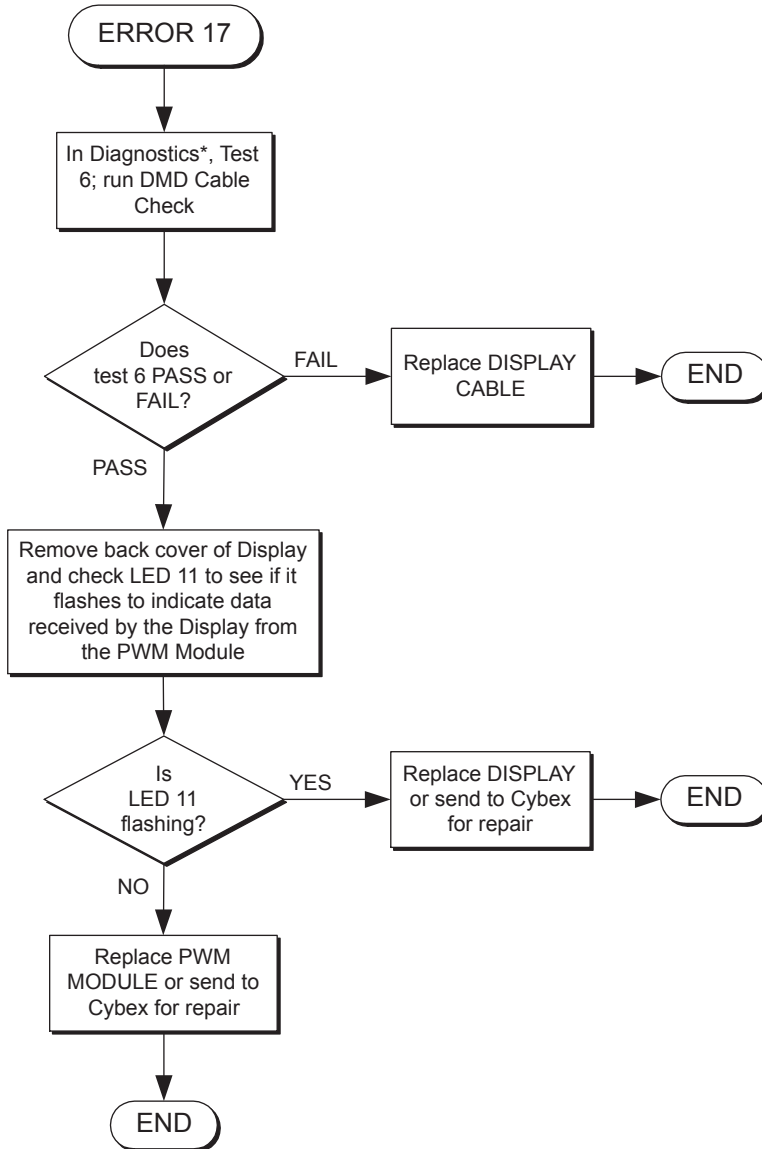 ERROR 17
In Diagnostics*, Test
6; run DMD Cable
Check
Does
test 6 PASS or
FAIL?
FAIL
Replace DISPLAY
CABLE
END
PASS
Remove back cover of Display
and check LED 11 to see if it
flashes to indicate data
received by the Display from
the PWM Module
Is
LED 11
flashing?
YES
Replace DISPLAY
or send to Cybex
for repair
END
NO
Replace PWM
MODULE or send to
Cybex for repair
END